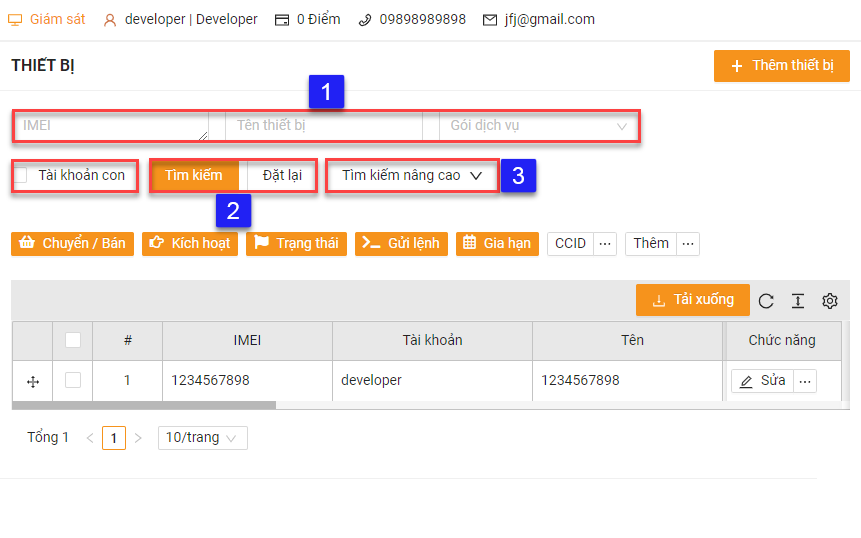 Giám sát developer | Developer 0 Điểm 09898989898 jfj@gmail.com
THIẾT BỊ Thêm thiết bị
1
IMEI Tên thiết bị Gói dịch vụ
Tài khoản con Tìm kiếm Đặt lại Tìm kiếm nâng cao 3
2
Chuyển / Bán Kích hoạt Trạng thái Gửi lệnh Gia hạn CCID ... Thêm ...
Tải xuống
# IMEI Tài khoản Tên Chức năng
1 1234567898 developer 1234567898 Sửa ...
Tổng 1 < 1 > 10/trang